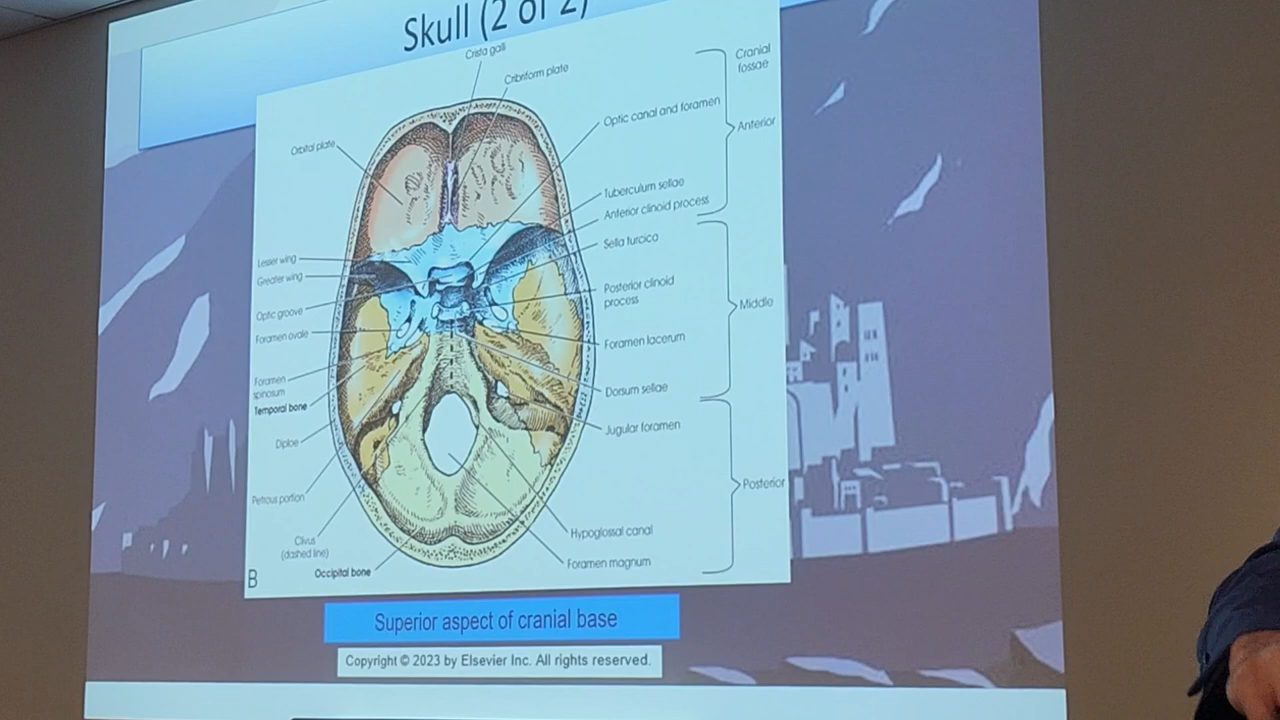 Skull (2 of 2)
Crista galli
Cribriform plate
Cranial
fossae
Optic canal and foramen
Anterior
Orbital plate
Tuberculum sellae
Anterior clinoid process
Sella turcica
Lesser wing
Greater wing
Posterior clinoid
process
Middle
Optic groove
Foramen ovale
Foramen lacerum
Foramen
spinosum
Dorsum sellae
Temporal bone
Jugular foramen
Diploe
Posterior
Petrous portion
Hypoglossal canal
Clivus
(dashed line)
Foramen magnum
Occipital bone
B
Superior aspect of cranial base
Copyright © 2023 by Elsevier Inc. All rights reserved.